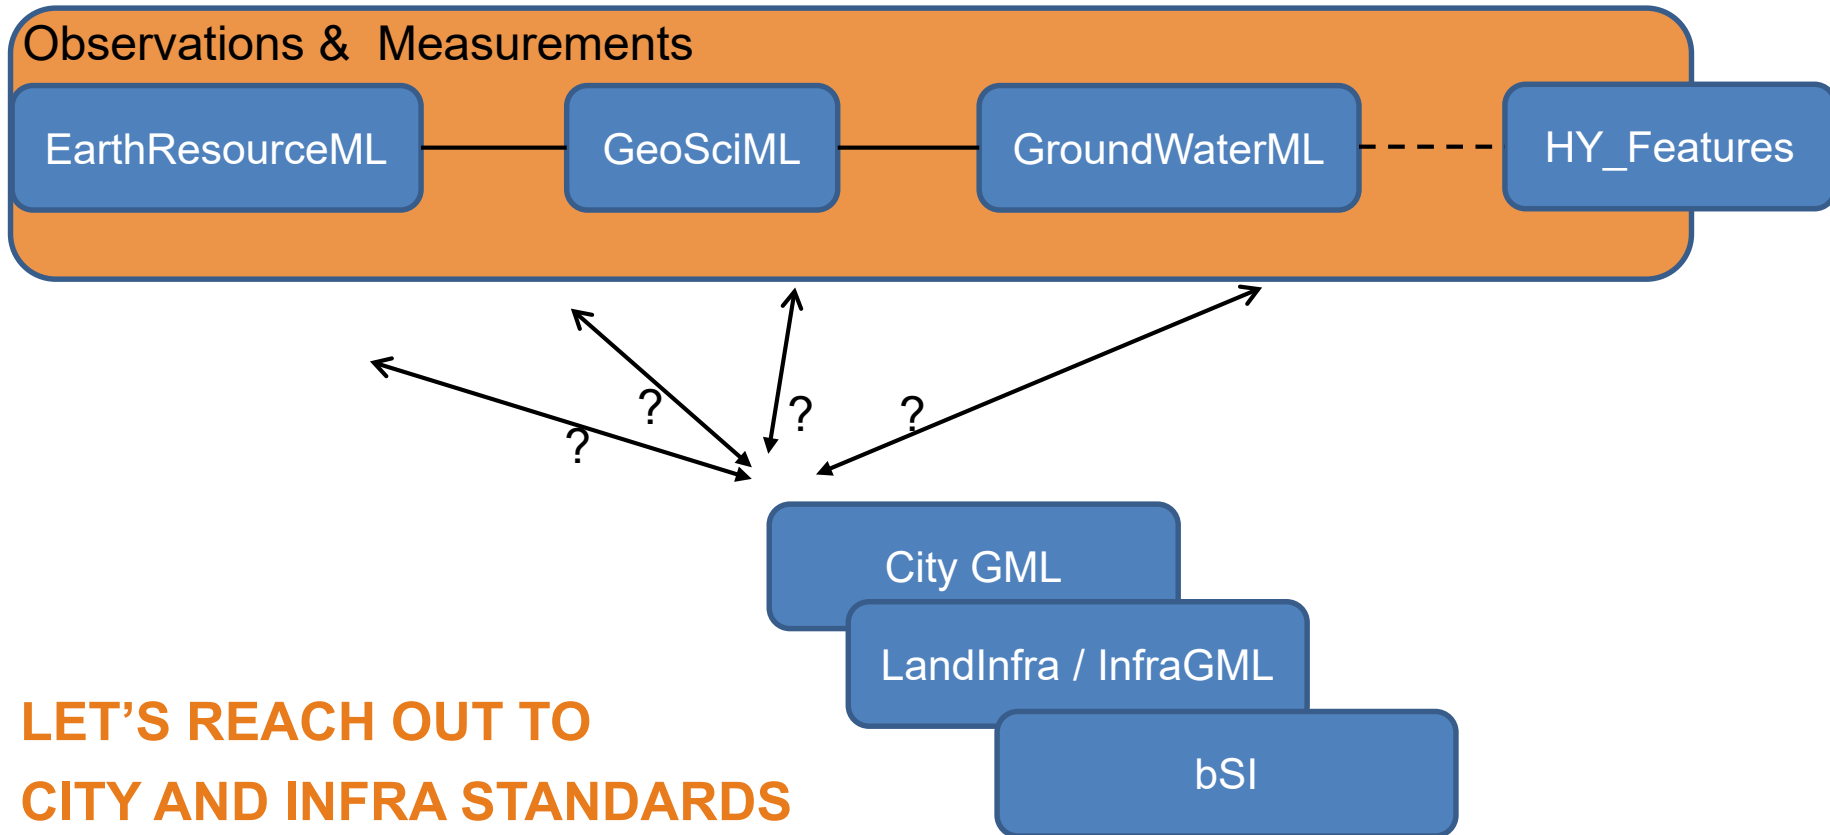 Observations & Measurements
EarthResourceML
GeoSciML
GroundWaterML
HY_Features
?
?
?
?
City GML
LandInfra / InfraGML
bSI
LET’S REACH OUT TO
CITY AND INFRA STANDARDS